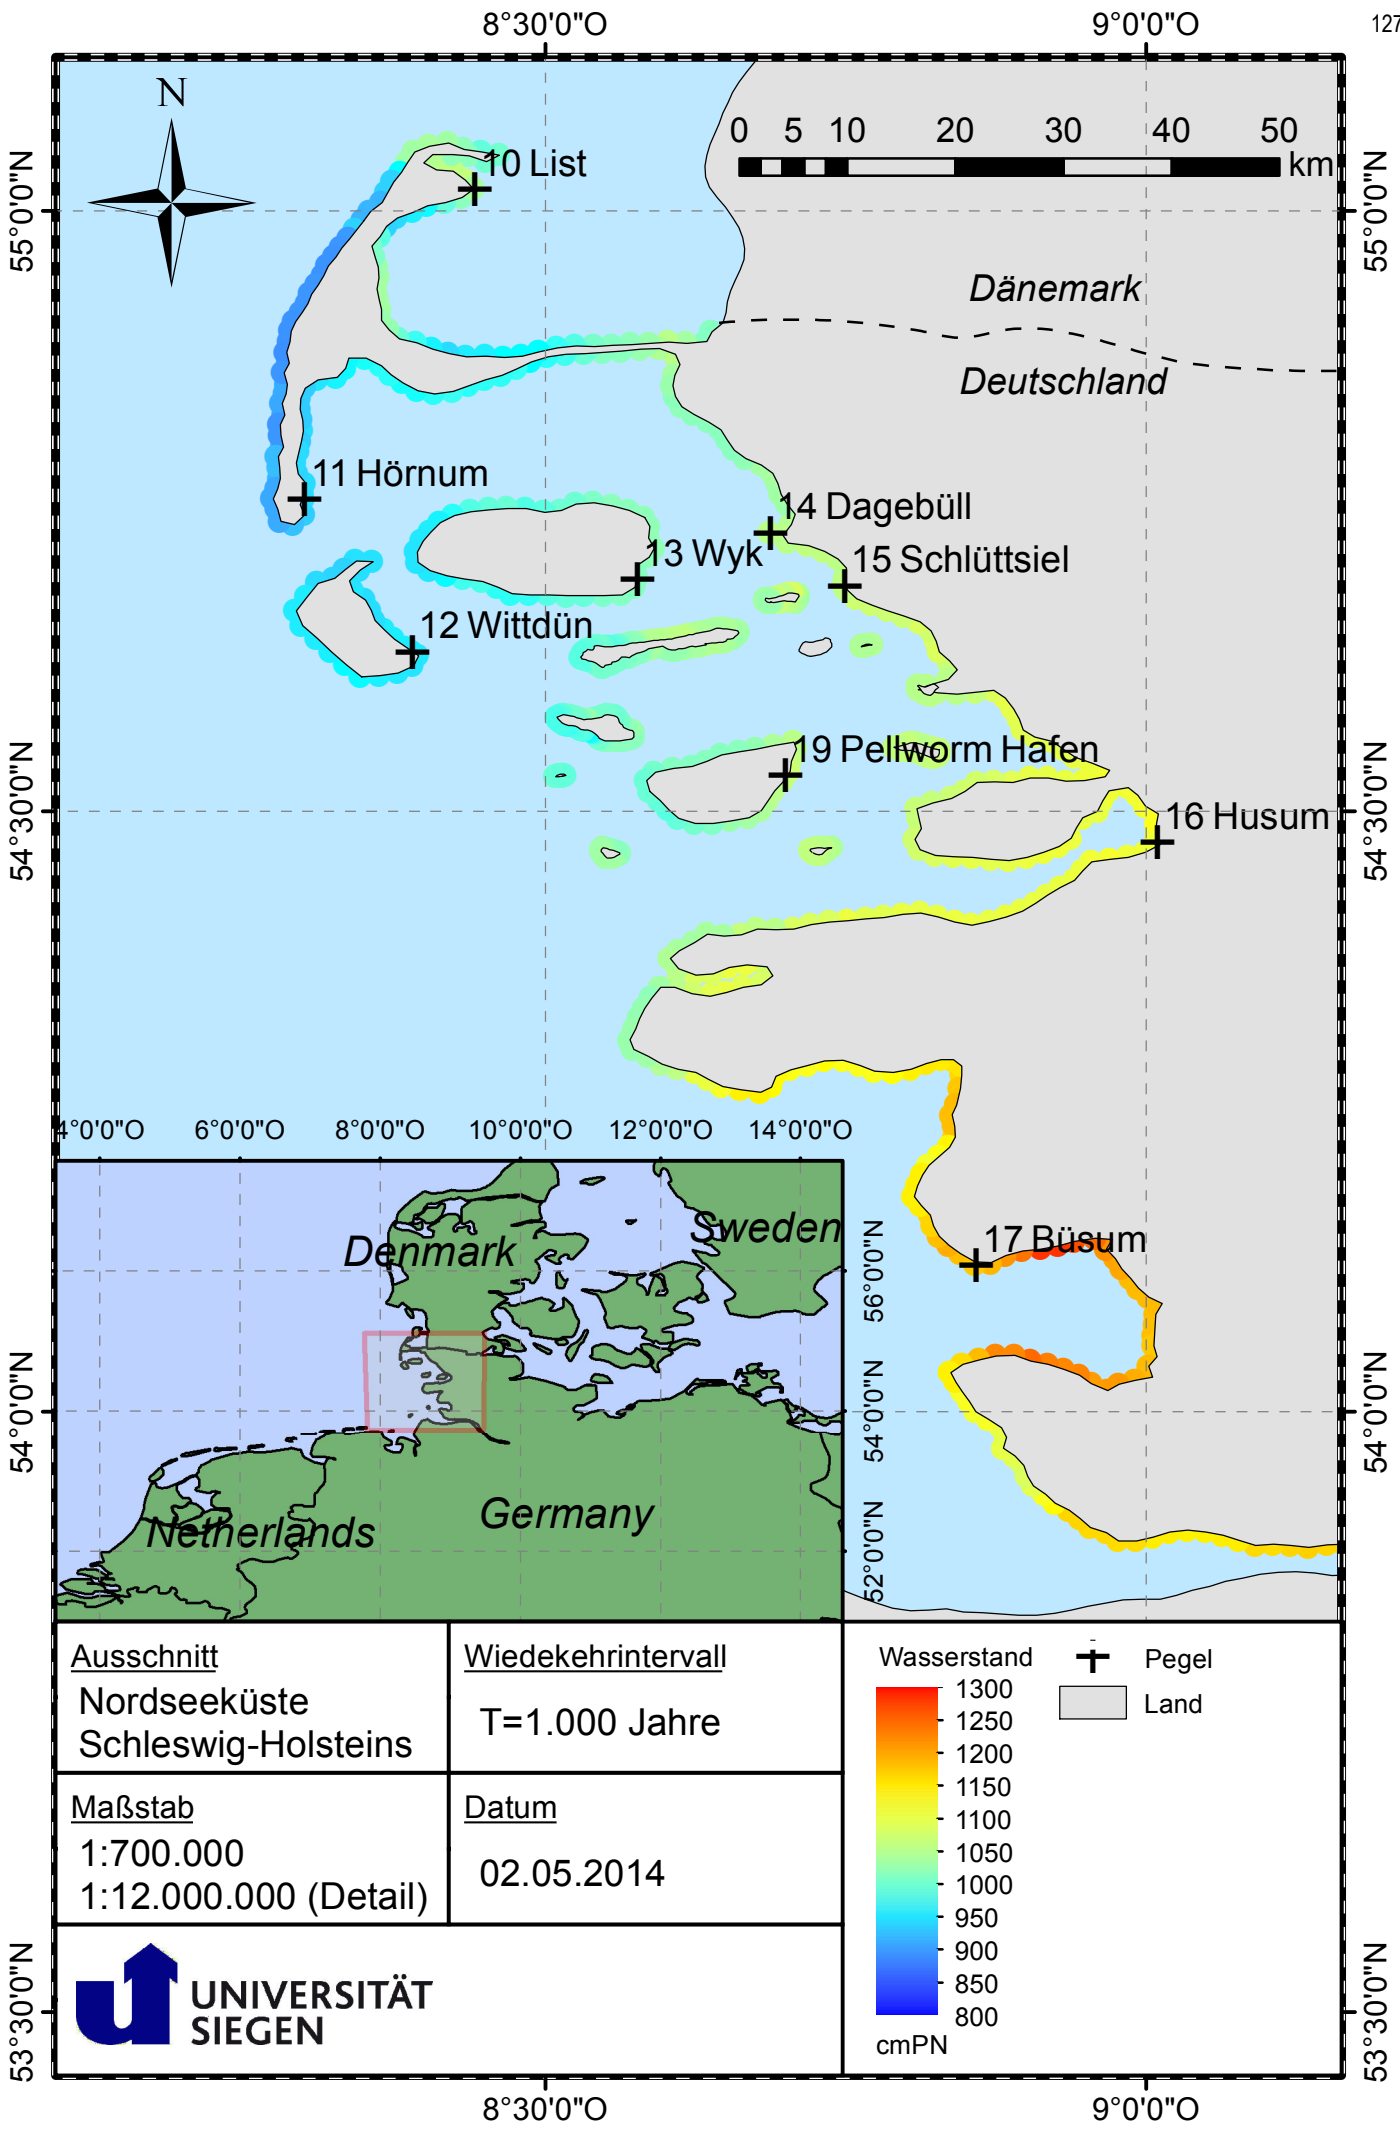 127
8°30'0"O
9°0'0"O
N
0 5 10 20 30 40 50
km
10 List
55°0'0"N
55°0'0"N
Dänemark
Deutschland
11 Hörnum
14 Dagebüll
13 Wyk
15 Schlüttsiel
12 Wittdün
19 Pellworm Hafen
54°30'0"N
54°30'0"N
16 Husum
4°0'0"O 6°0'0"O 8°0'0"O 10°0'0"O 12°0'0"O 14°0'0"O
Sweden
Denmark
17 Büsum
56°0'0"N
54°0'0"N
54°0'0"N
54°0'0"N
Germany
Netherlands
52°0'0"N
Ausschnitt
Nordseeküste
Schleswig-Holsteins
Wiedekehrintervall
T=1.000 Jahre
Maßstab
1:700.000
1:12.000.000 (Detail)
Datum
02.05.2014
UNIVERSITÄT
SIEGEN
Wasserstand
1300
1250
1200
1150
1100
1050
1000
950
900
850
800
cmPN
Pegel
Land
53°30'0"N
53°30'0"N
8°30'0"O
9°0'0"O